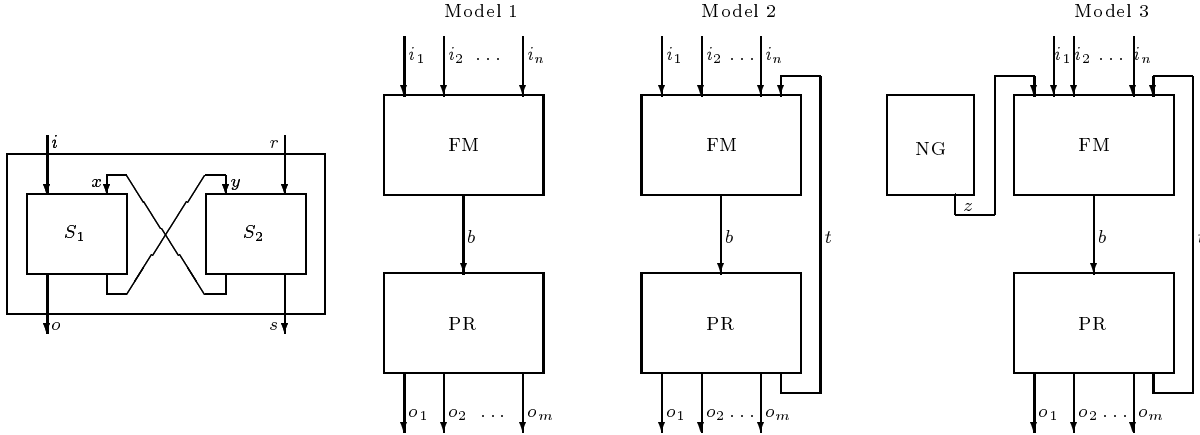 Model 1 Model 2 Model 3
i₁ i₂ ... iₙ i₁ i₂ ... iₙ i₁ i₂ ... iₙ
i r
FM FM NG FM
x y
S₁ S₂
z
b b t b
o s
PR PR PR
o₁ o₂ ... oₘ o₁ o₂ ... oₘ o₁ o₂ ... oₘ